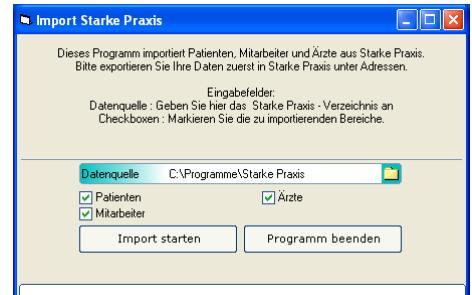 Import Starke Praxis
Dieses Programm importiert Patienten, Mitarbeiter und Ärzte aus Starke Praxis.
Bitte exportieren Sie Ihre Daten zuerst in Starke Praxis unter Adressen.
Eingabefelder:
Datenquelle : Geben Sie hier das Starke Praxis - Verzeichnis an
Checkboxen : Markieren Sie die zu importierenden Bereiche.
Datenquelle C:\Programme\Starke Praxis
Patienten Ärzte
Mitarbeiter
Import starten Programm beenden